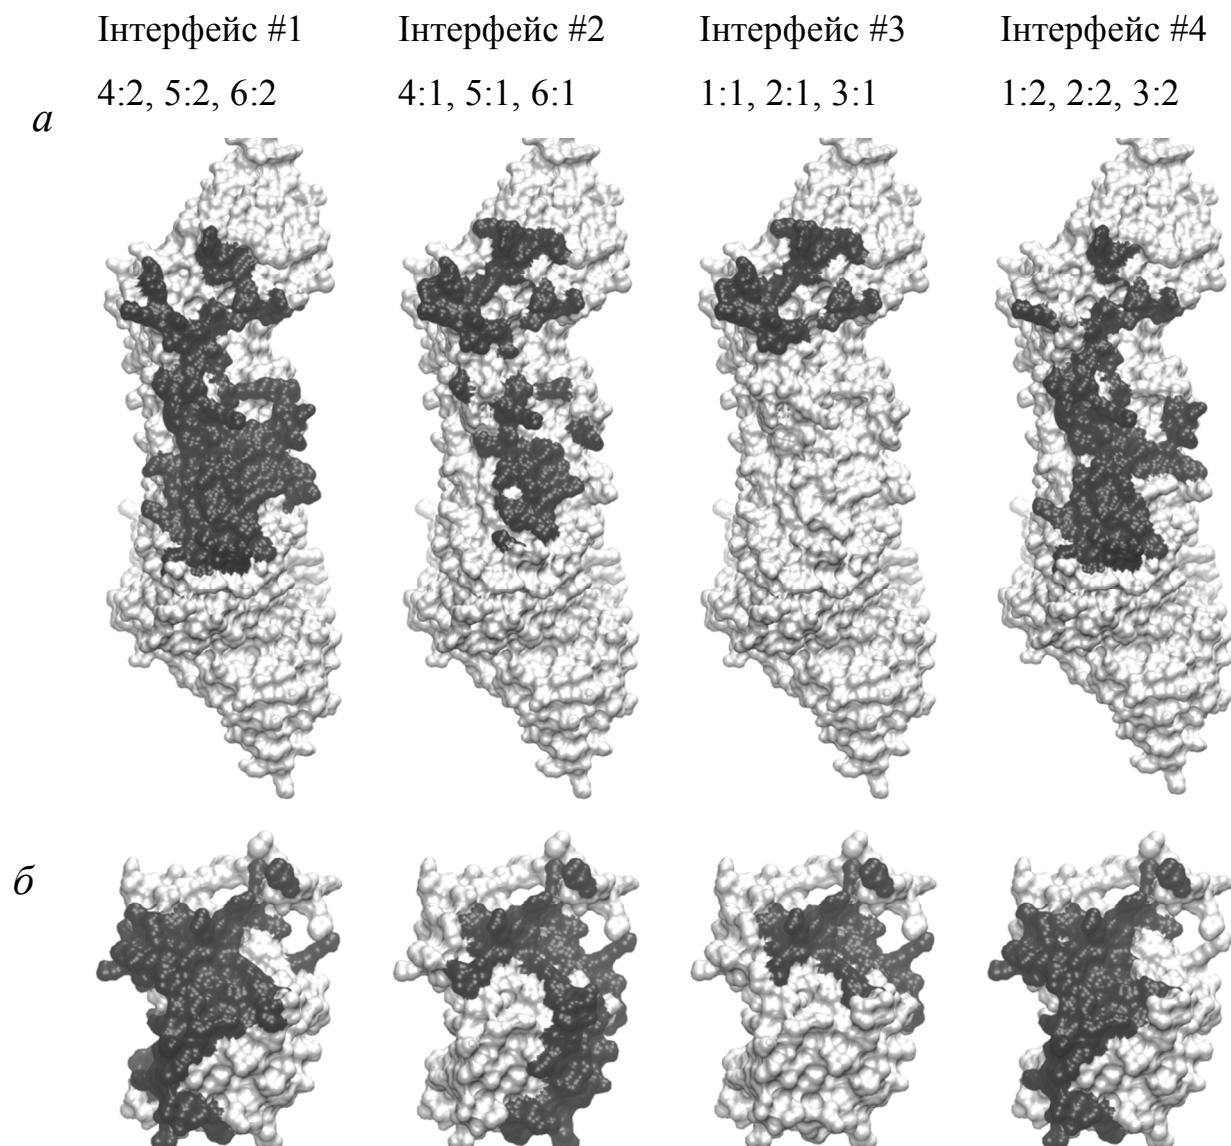 Інтерфейс #1 Інтерфейс #2 Інтерфейс #3 Інтерфейс #4
4:2, 5:2, 6:2 4:1, 5:1, 6:1 1:1, 2:1, 3:1 1:2, 2:2, 3:2
а
б